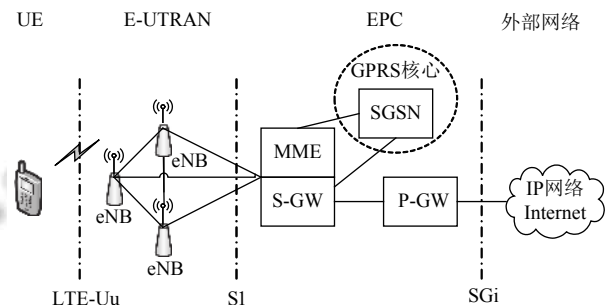 UE
E-UTRAN
EPC
外部网络
GPRS核心
SGSN
MME
eNB
eNB
S-GW
P-GW
IP网络
Internet
eNB
LTE-Uu
S1
SGi